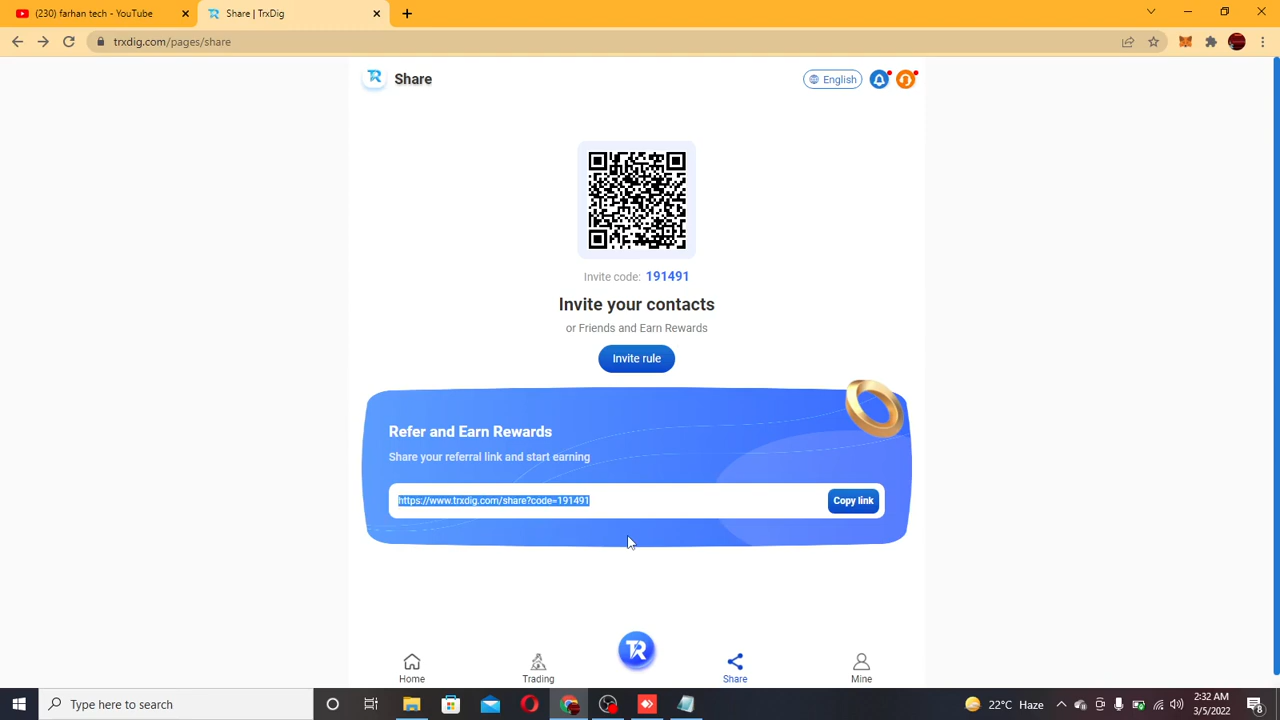 (230) farhan tech - YouTube
Share | TrxDig
trxdig.com/pages/share
Share
English
Invite code: 191491
Invite your contacts
or Friends and Earn Rewards
Invite rule
Refer and Earn Rewards
Share your referral link and start earning
https://www.trxdig.com/share?code=191491
Copy link
Home
Trading
Share
Mine
Type here to search
22°C Haze
2:32 AM
3/5/2022
8